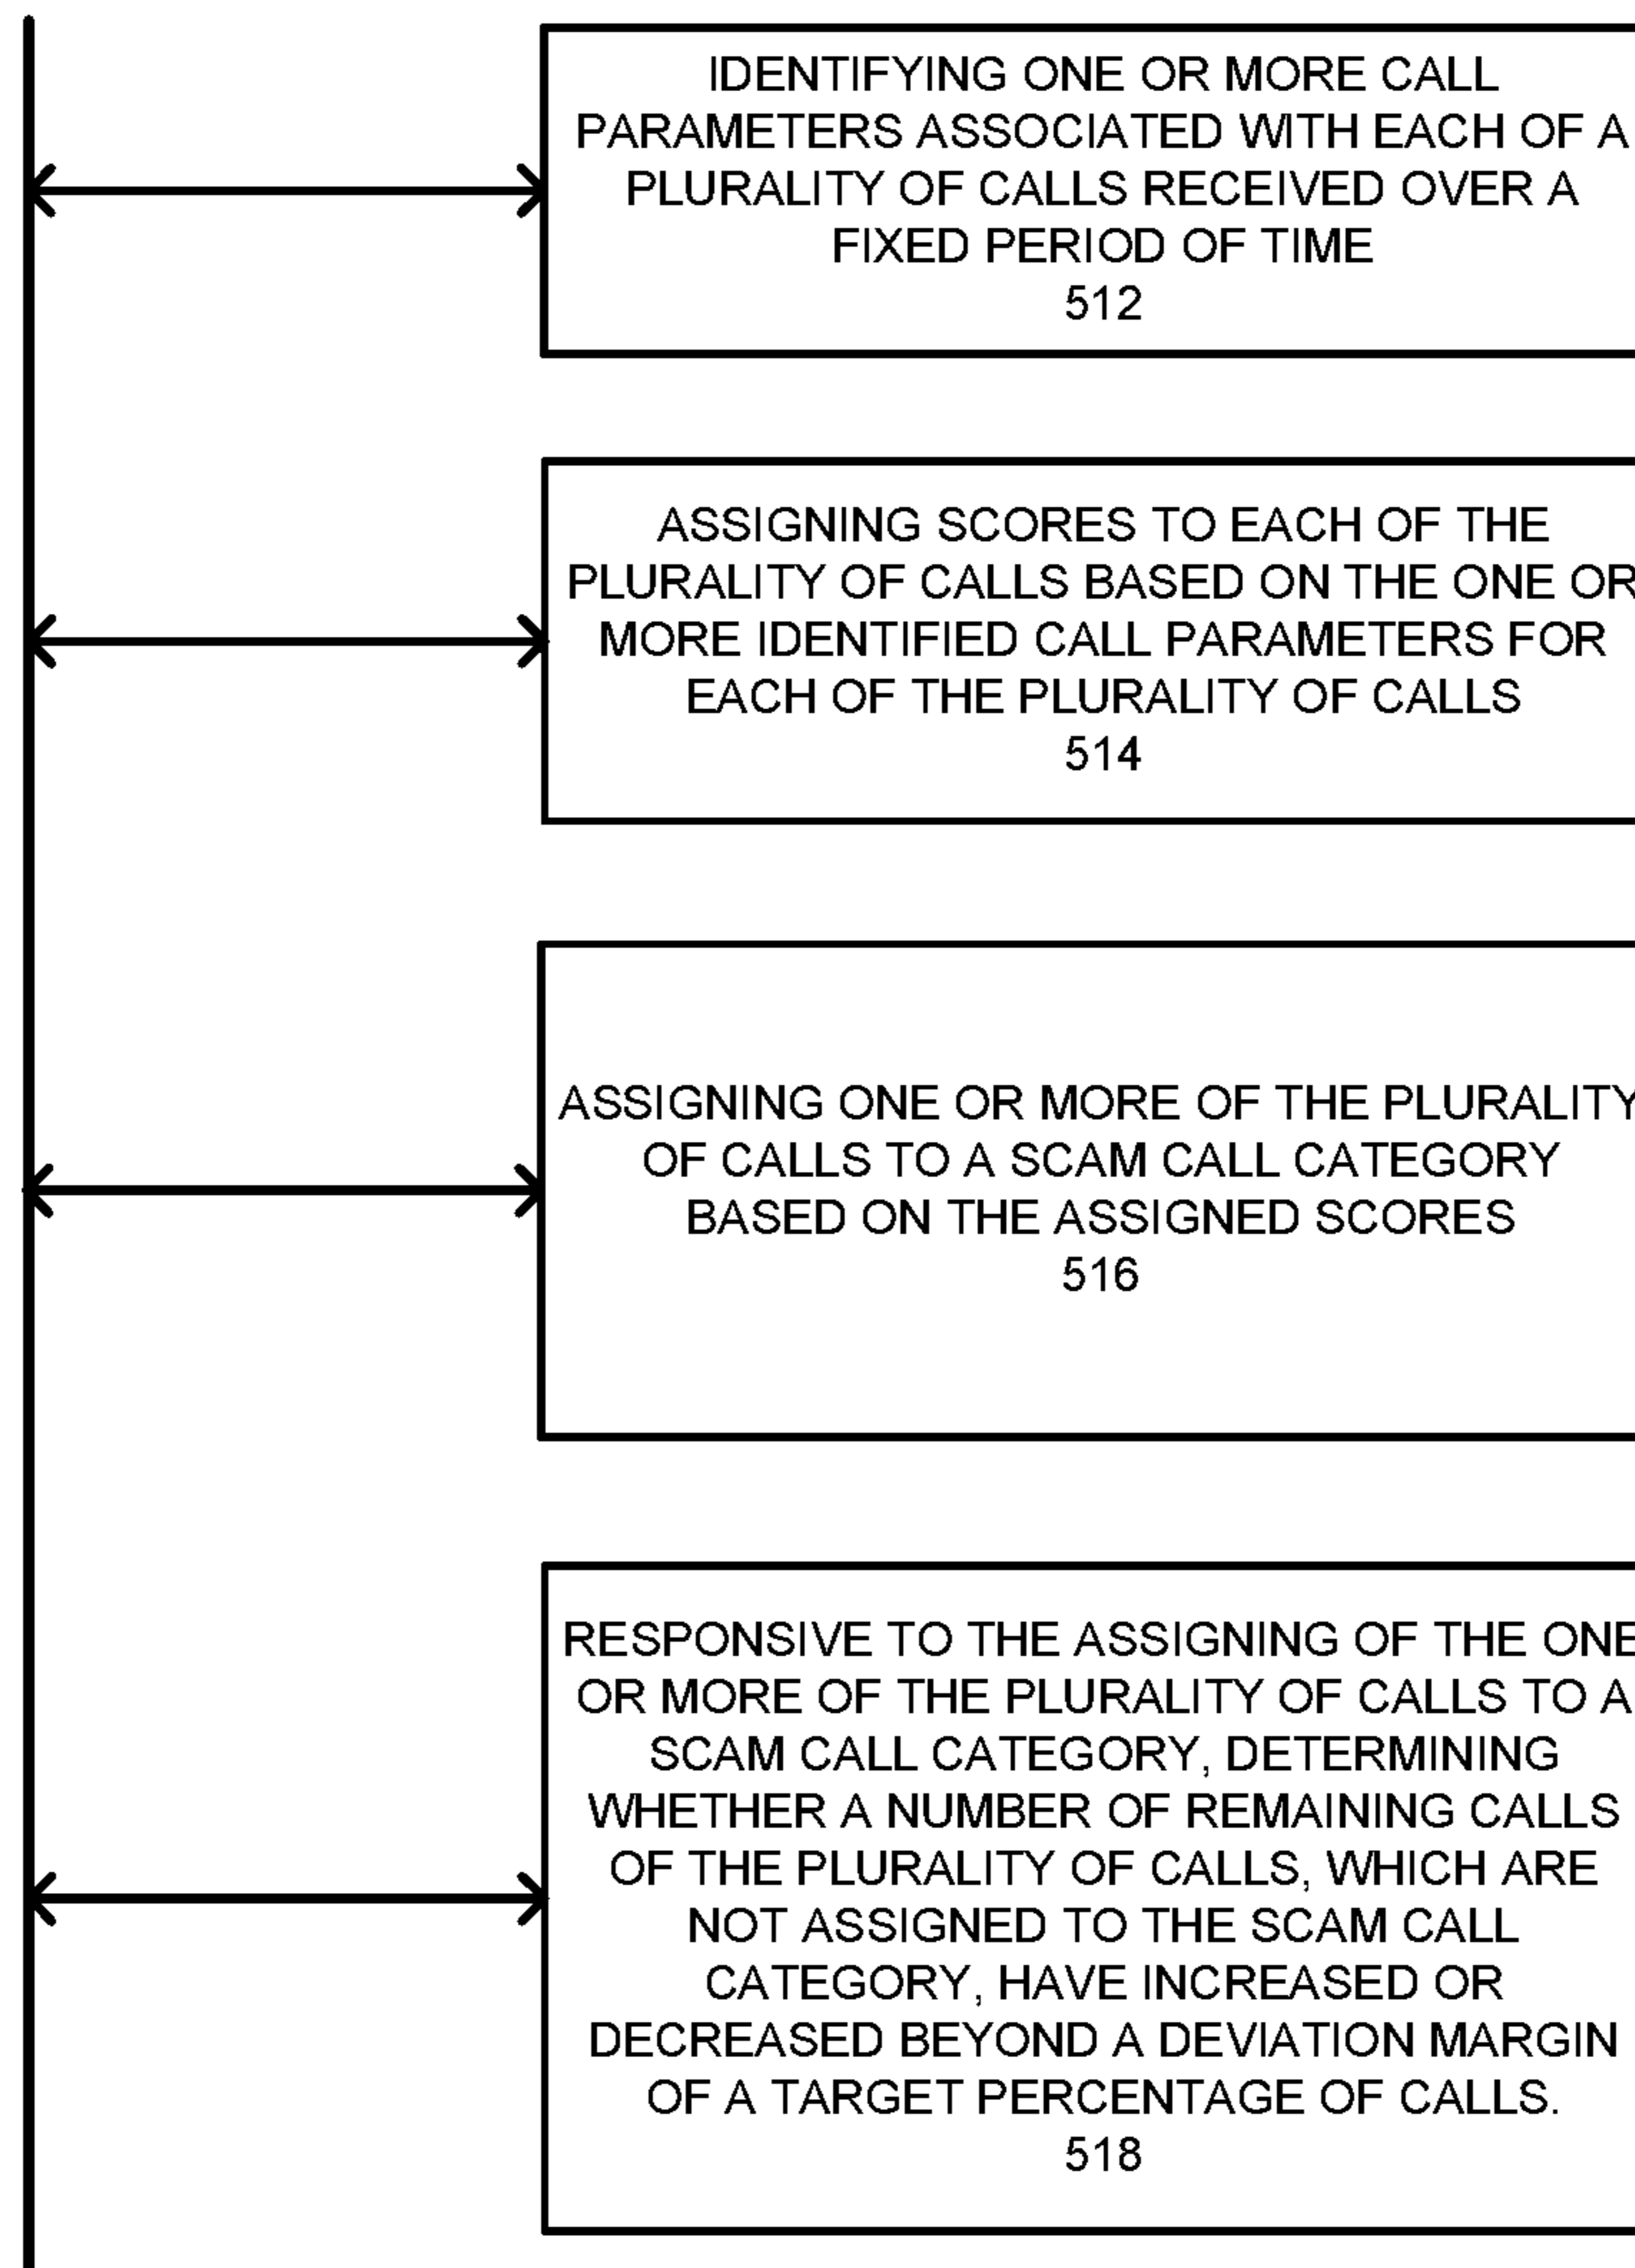 IDENTIFYING ONE OR MORE CALL
PARAMETERS ASSOCIATED WITH EACH OF A
PLURALITY OF CALLS RECEIVED OVER A
FIXED PERIOD OF TIME
512
ASSIGNING SCORES TO EACH OF THE
PLURALITY OF CALLS BASED ON THE ONE OR
MORE IDENTIFIED CALL PARAMETERS FOR
EACH OF THE PLURALITY OF CALLS
514
ASSIGNING ONE OR MORE OF THE PLURALITY
OF CALLS TO A SCAM CALL CATEGORY
BASED ON THE ASSIGNED SCORES
516
RESPONSIVE TO THE ASSIGNING OF THE ONE
OR MORE OF THE PLURALITY OF CALLS TO A
SCAM CALL CATEGORY, DETERMINING
WHETHER A NUMBER OF REMAINING CALLS
OF THE PLURALITY OF CALLS, WHICH ARE
NOT ASSIGNED TO THE SCAM CALL
CATEGORY, HAVE INCREASED OR
DECREASED BEYOND A DEVIATION MARGIN
OF A TARGET PERCENTAGE OF CALLS.
518